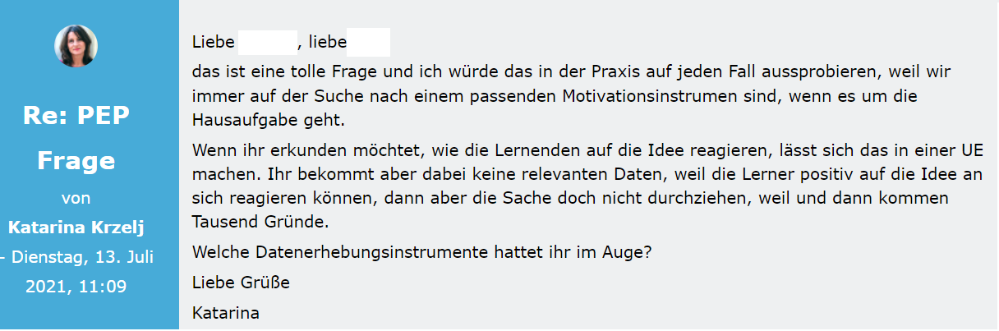 Re: PEP
Frage
von
Katarina Krzelj
- Dienstag, 13. Juli
2021, 11:09
Liebe , liebe
das ist eine tolle Frage und ich würde das in der Praxis auf jeden Fall aussprobieren, weil wir
immer auf der Suche nach einem passenden Motivationsinstrumen sind, wenn es um die
Hausaufgabe geht.
Wenn ihr erkunden möchtet, wie die Lernenden auf die Idee reagieren, lässt sich das in einer UE
machen. Ihr bekommt aber dabei keine relevanten Daten, weil die Lerner positiv auf die Idee an
sich reagieren können, dann aber die Sache doch nicht durchziehen, weil und dann kommen
Tausend Gründe.
Welche Datenerhebungsinstrumente hattet ihr im Auge?
Liebe Grüße
Katarina